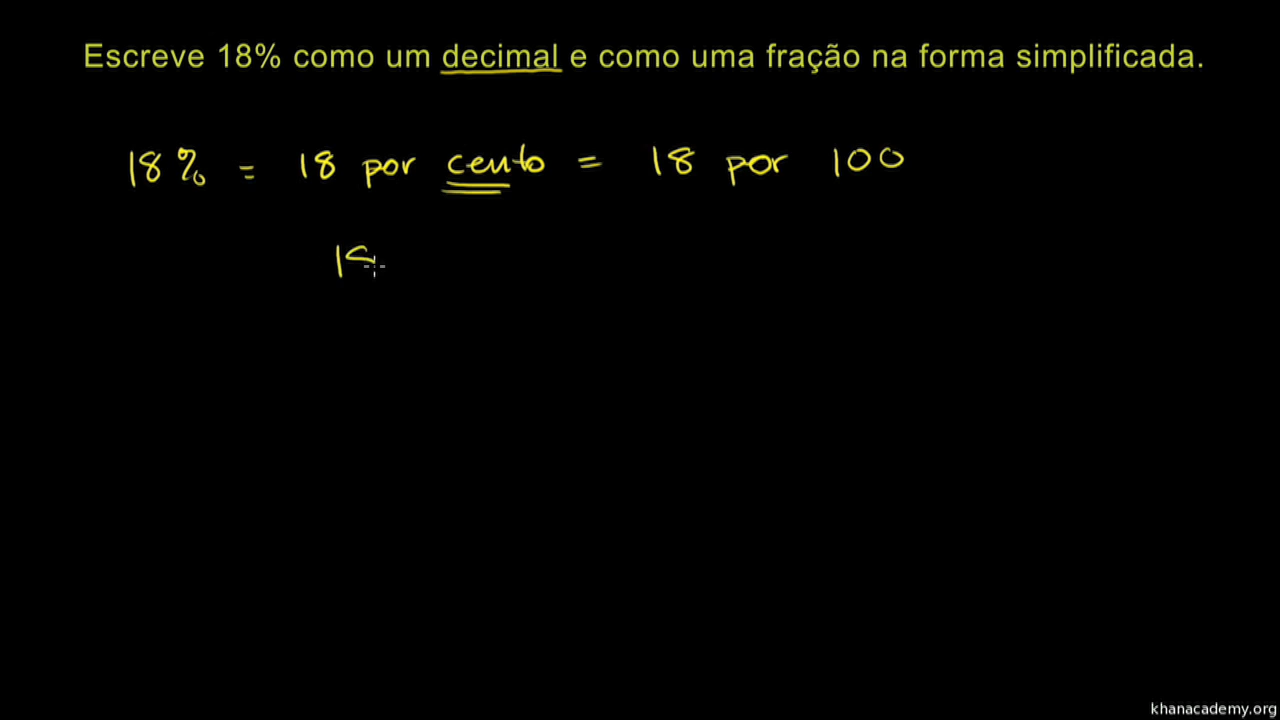 Escreve 18% como um decimal e como uma fração na forma simplificada.
18% = 18 por cento = 18 por 100
khanacademy.org